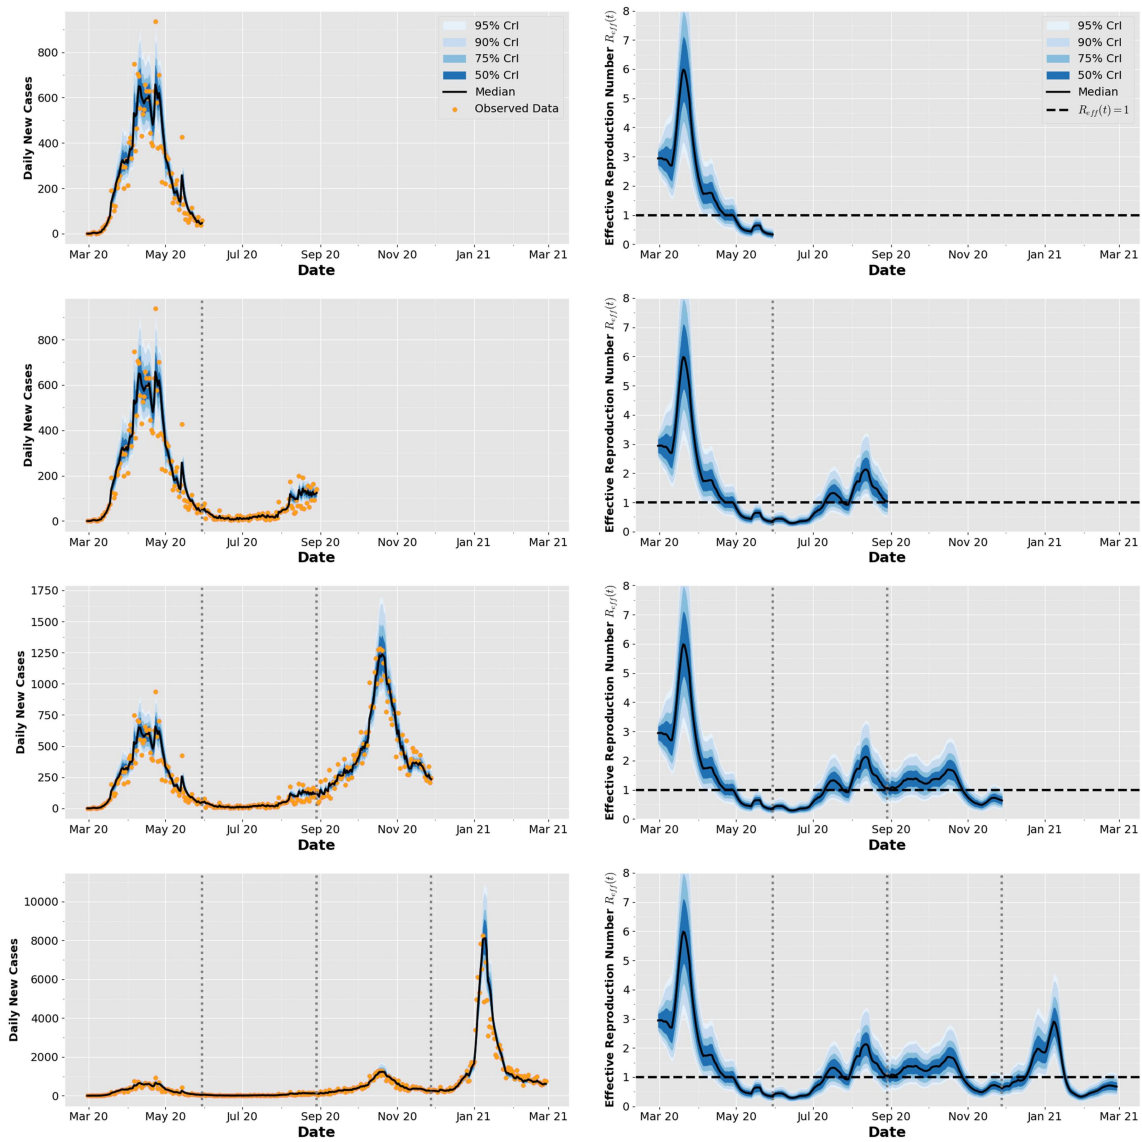 95% CrI
90% CrI
75% CrI
50% CrI
Median
Observed Data
Daily New Cases
800
600
400
200
0
Mar 20 May 20 Jul 20 Sep 20 Nov 20 Jan 21 Mar 21
Date
95% CrI
90% CrI
75% CrI
50% CrI
Median
R_eff(t) = 1
Effective Reproduction Number R_eff(t)
8
7
6
5
4
3
2
1
0
Mar 20 May 20 Jul 20 Sep 20 Nov 20 Jan 21 Mar 21
Date
Daily New Cases
800
600
400
200
0
Mar 20 May 20 Jul 20 Sep 20 Nov 20 Jan 21 Mar 21
Date
Effective Reproduction Number R_eff(t)
8
7
6
5
4
3
2
1
0
Mar 20 May 20 Jul 20 Sep 20 Nov 20 Jan 21 Mar 21
Date
Daily New Cases
1750
1500
1250
1000
750
500
250
0
Mar 20 May 20 Jul 20 Sep 20 Nov 20 Jan 21 Mar 21
Date
Effective Reproduction Number R_eff(t)
8
7
6
5
4
3
2
1
0
Mar 20 May 20 Jul 20 Sep 20 Nov 20 Jan 21 Mar 21
Date
Daily New Cases
10000
8000
6000
4000
2000
0
Mar 20 May 20 Jul 20 Sep 20 Nov 20 Jan 21 Mar 21
Date
Effective Reproduction Number R_eff(t)
8
7
6
5
4
3
2
1
0
Mar 20 May 20 Jul 20 Sep 20 Nov 20 Jan 21 Mar 21
Date